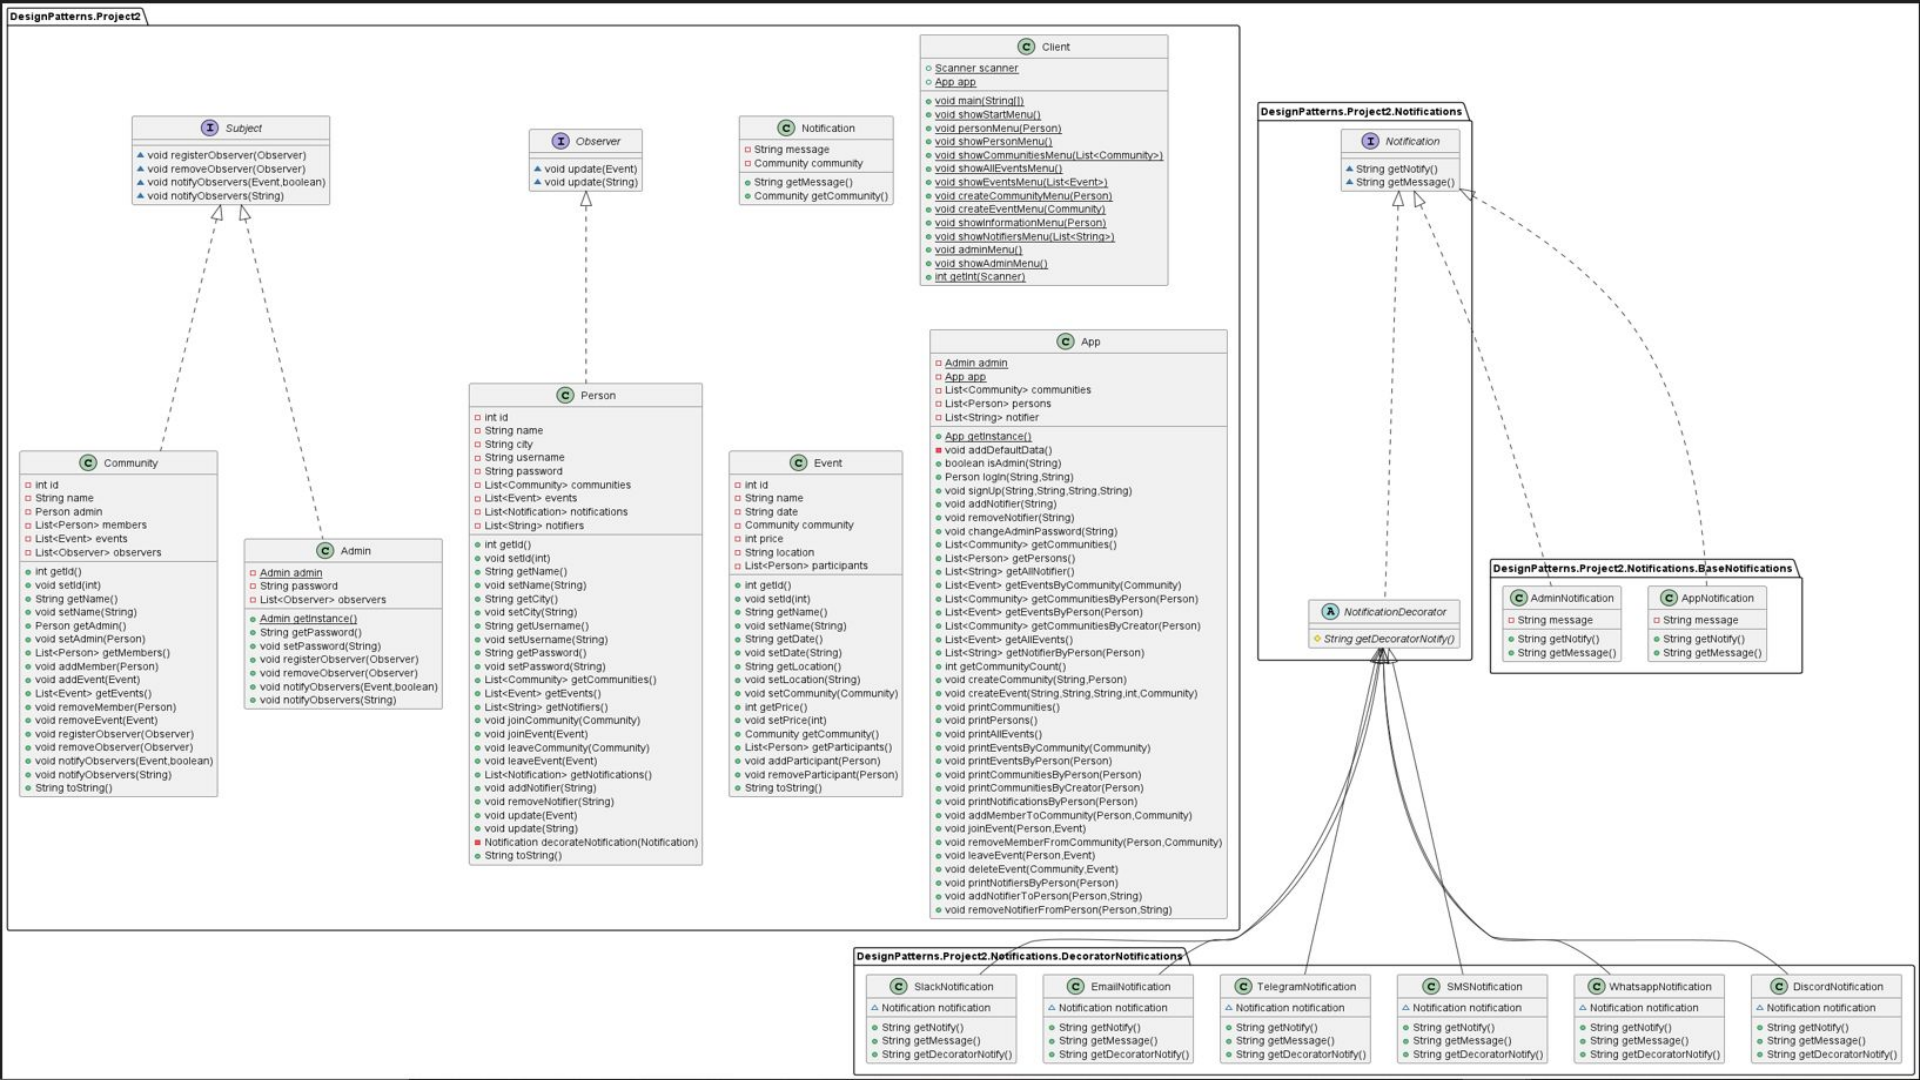 DesignPatterns.Project2
C Client
Scanner scanner
App app
void main(String[])
void showStartMenu()
void personMenu(Person)
void showPersonMenu()
void showCommunitiesMenu(List<Community>)
void showAllEventsMenu()
void showEventsMenu(List<Event>)
void createCommunityMenu(Person)
void createEventMenu(Community)
void showInformationMenu(Person)
void showNotifiersMenu(List<String>)
void adminMenu()
void showAdminMenu()
int getInt(Scanner)
I Subject
void registerObserver(Observer)
void removeObserver(Observer)
void notifyObservers(Event,boolean)
void notifyObservers(String)
I Observer
void update(Event)
void update(String)
C Notification
String message
Community community
String getMessage()
Community getCommunity()
C Community
int id
String name
Person admin
List<Person> members
List<Event> events
List<Observer> observers
int getId()
void setId(int)
String getName()
void setName(String)
Person getAdmin()
void setAdmin(Person)
List<Person> getMembers()
void addMember(Person)
void addEvent(Event)
List<Event> getEvents()
void removeMember(Person)
void removeEvent(Event)
void registerObserver(Observer)
void removeObserver(Observer)
void notifyObservers(Event,boolean)
void notifyObservers(String)
String toString()
C Admin
Admin admin
String password
List<Observer> observers
Admin getInstance()
String getPassword()
void setPassword(String)
void registerObserver(Observer)
void removeObserver(Observer)
void notifyObservers(Event,boolean)
void notifyObservers(String)
C Person
int id
String name
String city
String username
String password
List<Community> communities
List<Event> events
List<Notification> notifications
List<String> notifiers
int getId()
void setId(int)
String getName()
void setName(String)
String getCity()
void setCity(String)
String getUsername()
void setUsername(String)
String getPassword()
void setPassword(String)
List<Community> getCommunities()
List<Event> getEvents()
List<String> getNotifiers()
void joinCommunity(Community)
void joinEvent(Event)
void leaveCommunity(Community)
void leaveEvent(Event)
List<Notification> getNotifications()
void addNotifier(String)
void removeNotifier(String)
void update(Event)
void update(String)
Notification decorateNotification(Notification)
String toString()
C Event
int id
String name
String date
Community community
int price
String location
List<Person> participants
int getId()
void setId(int)
String getName()
void setName(String)
String getDate()
void setDate(String)
String getLocation()
void setLocation(String)
void setCommunity(Community)
int getPrice()
void setPrice(int)
Community getCommunity()
List<Person> getParticipants()
void addParticipant(Person)
void removeParticipant(Person)
String toString()
C App
Admin admin
App app
List<Community> communities
List<Person> persons
List<String> notifier
App getInstance()
void addDefaultData()
boolean isAdmin(String)
Person login(String,String)
void signUp(String,String,String,String)
void addNotifier(String)
void removeNotifier(String)
void changeAdminPassword(String)
List<Community> getCommunities()
List<Person> getPersons()
List<String> getAllNotifier()
List<Event> getEventsByCommunity(Community)
List<Community> getCommunitiesByPerson(Person)
List<Event> getEventsByPerson(Person)
List<Community> getCommunitiesByCreator(Person)
List<Event> getAllEvents()
List<String> getNotifierByPerson(Person)
int getCommunityCount()
void createCommunity(String,Person)
void createEvent(String,String,String,int,Community)
void printCommunities()
void printPersons()
void printAllEvents()
void printEventsByCommunity(Community)
void printEventsByPerson(Person)
void printCommunitiesByPerson(Person)
void printCommunitiesByCreator(Person)
void printNotificationsByPerson(Person)
void addMemberToCommunity(Person,Community)
void joinEvent(Person,Event)
void removeMemberFromCommunity(Person,Community)
void leaveEvent(Person,Event)
void deleteEvent(Community,Event)
void printNotifiersByPerson(Person)
void addNotifierToPerson(Person,String)
void removeNotifierFromPerson(Person,String)
DesignPatterns.Project2.Notifications
I Notification
String getNotify()
String getMessage()
A NotificationDecorator
String getDecoratorNotify()
DesignPatterns.Project2.Notifications.BaseNotifications
C AdminNotification
String message
String getNotify()
String getMessage()
C AppNotification
String message
String getNotify()
String getMessage()
DesignPatterns.Project2.Notifications.DecoratorNotifications
C SlackNotification
Notification notification
String getNotify()
String getMessage()
String getDecoratorNotify()
C EmailNotification
Notification notification
String getNotify()
String getMessage()
String getDecoratorNotify()
C TelegramNotification
Notification notification
String getNotify()
String getMessage()
String getDecoratorNotify()
C SMSNotification
Notification notification
String getNotify()
String getMessage()
String getDecoratorNotify()
C WhatsappNotification
Notification notification
String getNotify()
String getMessage()
String getDecoratorNotify()
C DiscordNotification
Notification notification
String getNotify()
String getMessage()
String getDecoratorNotify()